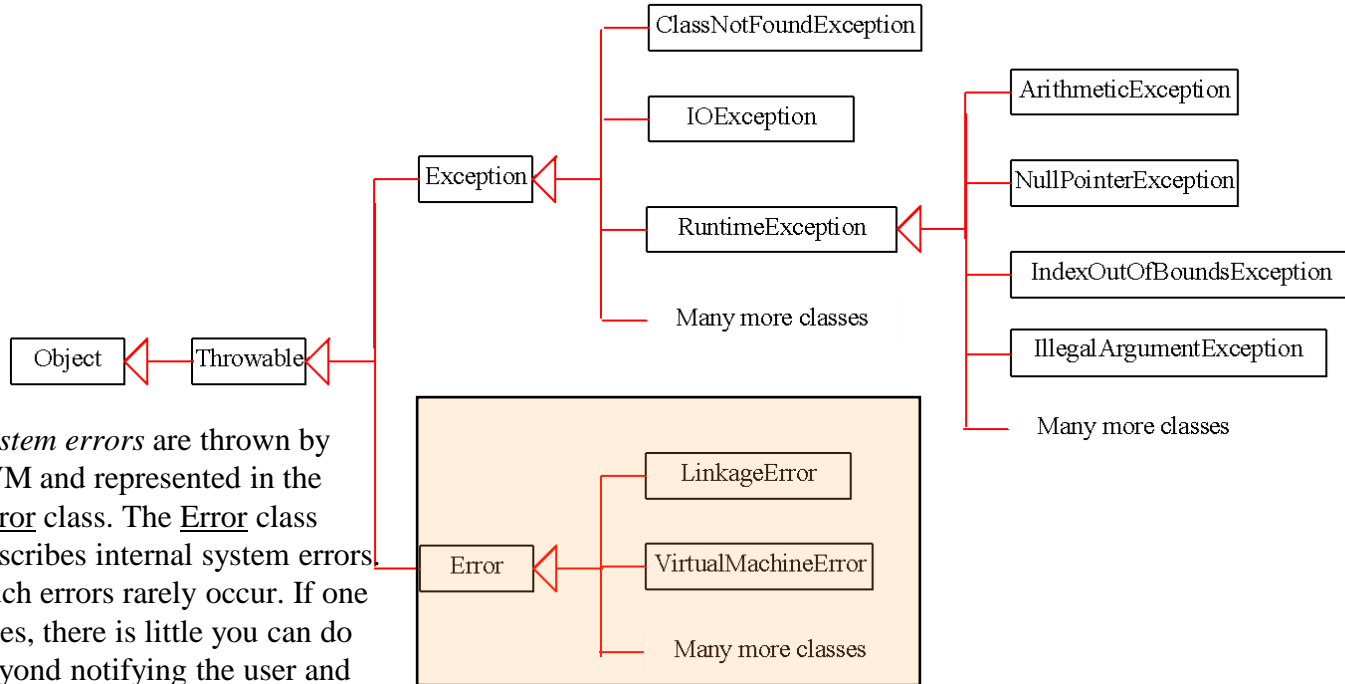 ClassNotFoundException
ArithmeticException
IOException
Exception
NullPointerException
RuntimeException
IndexOutOfBoundsException
Many more classes
Object
Throwable
IllegalArgumentException
Many more classes
stem errors are thrown by
VM and represented in the
ror class. The Error class
scribes internal system errors.
ch errors rarely occur. If one
es, there is little you can do
yond notifying the user and
LinkageError
Error
VirtualMachineError
Many more classes